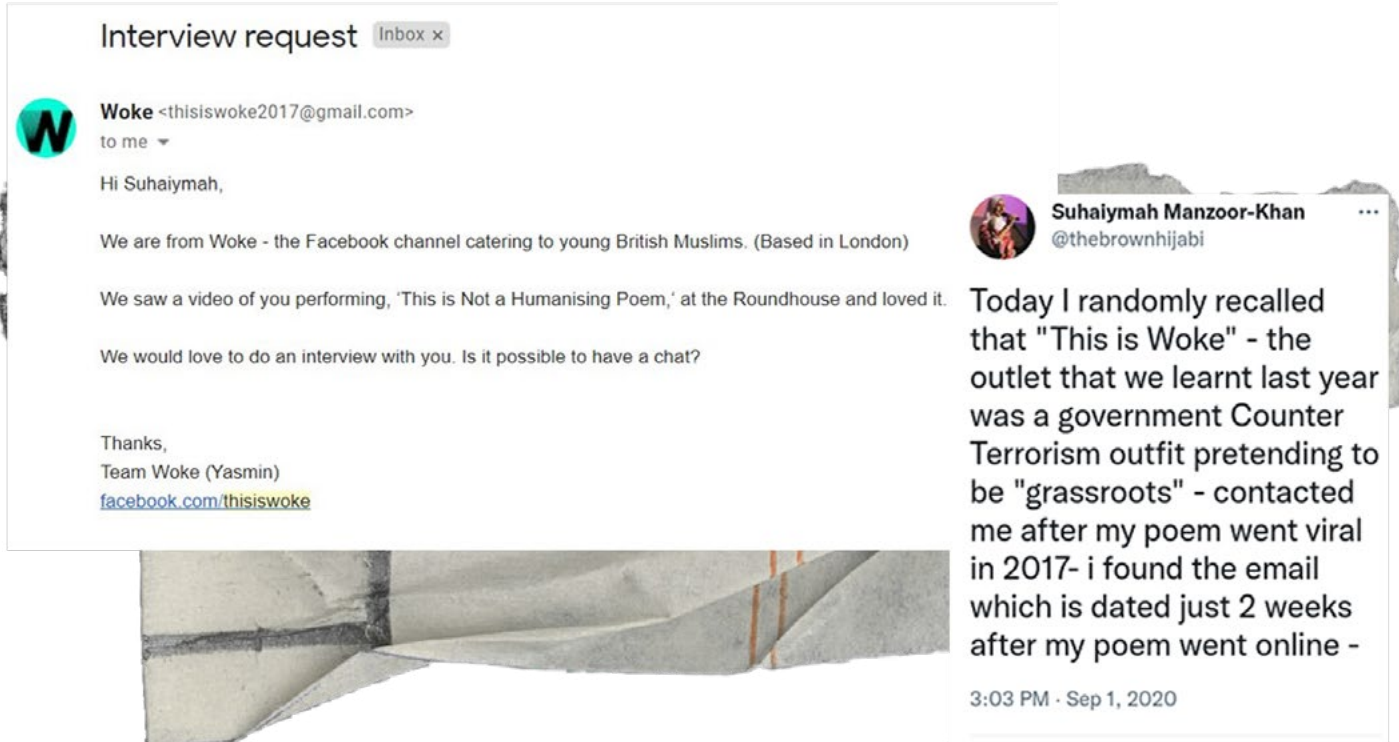 Interview request Inbox ×
W
Woke <thisiswoke2017@gmail.com>
to me
Hi Suhaiymah,
We are from Woke - the Facebook channel catering to young British Muslims. (Based in London)
We saw a video of you performing, 'This is Not a Humanising Poem,' at the Roundhouse and loved it.
We would love to do an interview with you. Is it possible to have a chat?
Thanks,
Team Woke (Yasmin)
facebook.com/thisiswoke
Suhaiymah Manzoor-Khan ...
@thebrownhijabi
Today I randomly recalled
that "This is Woke" - the
outlet that we learnt last year
was a government Counter
Terrorism outfit pretending to
be "grassroots" - contacted
me after my poem went viral
in 2017- i found the email
which is dated just 2 weeks
after my poem went online -
3:03 PM · Sep 1, 2020